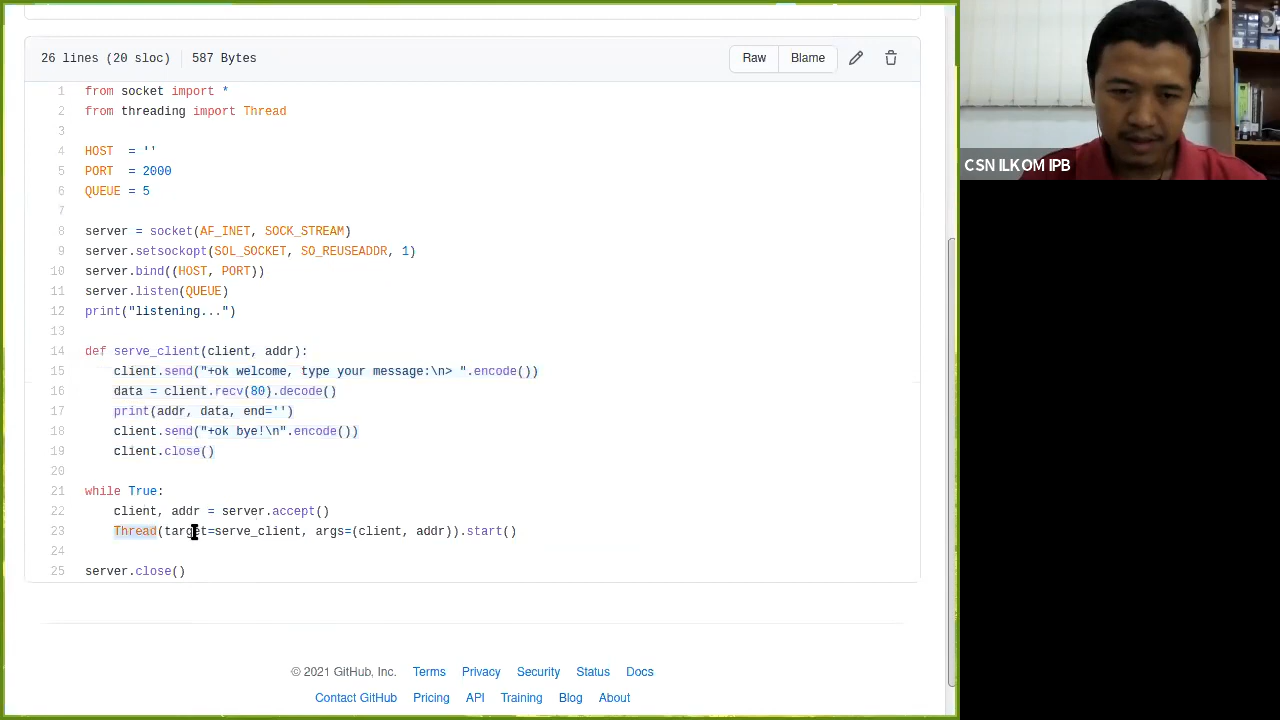 26 lines (20 sloc) 587 Bytes Raw Blame
1 from socket import *
2 from threading import Thread
3
4 HOST = ''
5 PORT = 2000
6 QUEUE = 5
7
8 server = socket(AF_INET, SOCK_STREAM)
9 server.setsockopt(SOL_SOCKET, SO_REUSEADDR, 1)
10 server.bind((HOST, PORT))
11 server.listen(QUEUE)
12 print("listening...")
13
14 def serve_client(client, addr):
15 client.send("+ok welcome, type your message:\n> ".encode())
16 data = client.recv(80).decode()
17 print(addr, data, end='')
18 client.send("+ok bye!\n".encode())
19 client.close()
20
21 while True:
22 client, addr = server.accept()
23 Thread(target=serve_client, args=(client, addr)).start()
24
25 server.close()
© 2021 GitHub, Inc. Terms Privacy Security Status Docs
Contact GitHub Pricing API Training Blog About
CSN ILKOM IPB